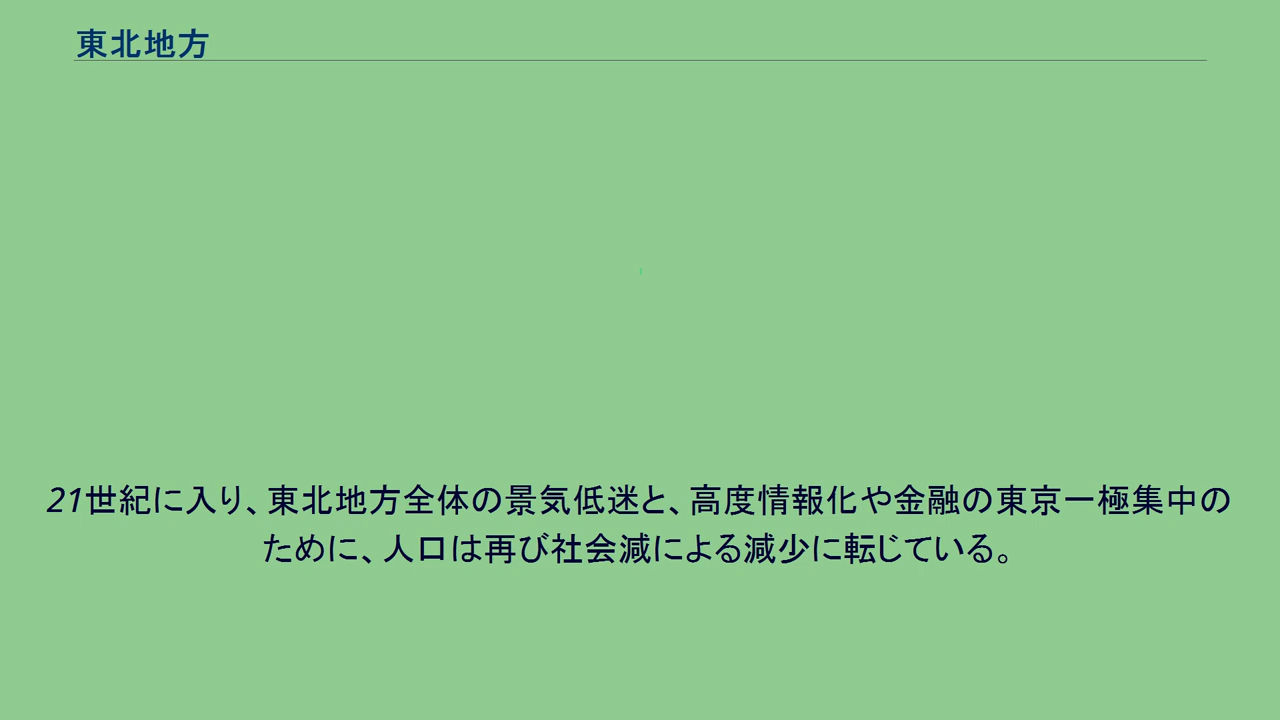 東北地方
21世紀に入り、東北地方全体の景気低迷と、高度情報化や金融の東京一極集中の
ために、人口は再び社会減による減少に転じている。